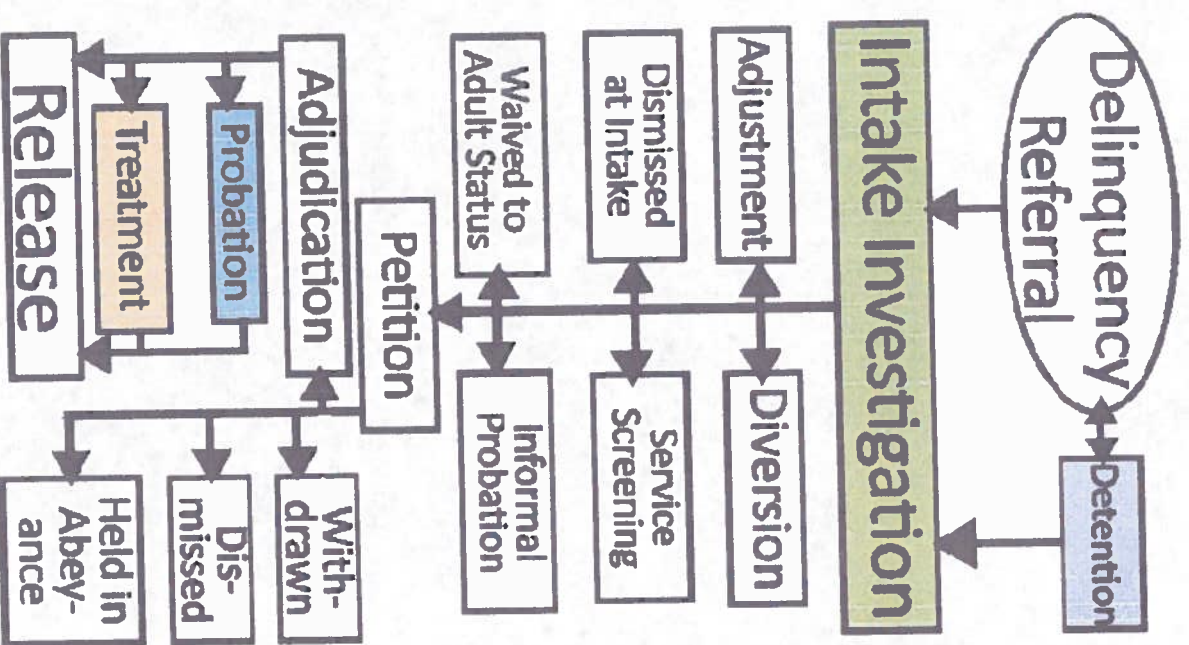 Delinquency
Referral
Detention
Intake Investigation
Adjustment
Diversion
Dismissed
at Intake
Service
Screening
Waived to
Adult Status
Informal
Probation
Petition
With-
drawn
Adjudication
Dis-
missed
Probation
Held in
Abey-
ance
Treatment
Release